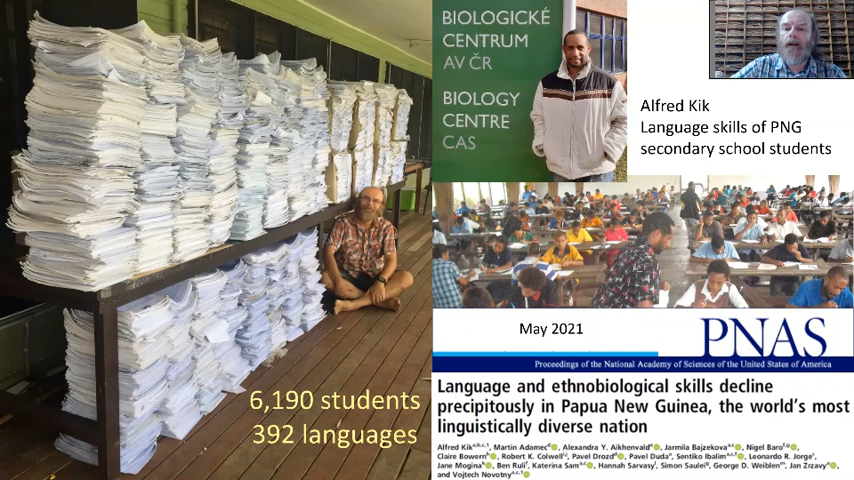 6,190 students
392 languages
BIOLOGICKÉ
CENTRUM
AV ČR
BIOLOGY
CENTRE
CAS
Alfred Kik
Language skills of PNG
secondary school students
May 2021
PNAS
Proceedings of the National Academy of Sciences of the United States of America
Language and ethnobiological skills decline
precipitously in Papua New Guinea, the world's most
linguistically diverse nation
Alfred Kik, Martin Adamec, Alexandra Y. Aikhenvald, Jarmila Bajzekova, Nigel Baro,
Claire Bowern, Robert K. Colwell, Pavel Drozd, Pavel Duda, Sentiko Ibalim, Leonardo R. Jorge,
Jane Mogina, Ben Ruli, Katerina Sam, Hannah Sarvasy, Simon Saulei, George D. Weiblen, Jan Zrzavy,
and Vojtech Novotny